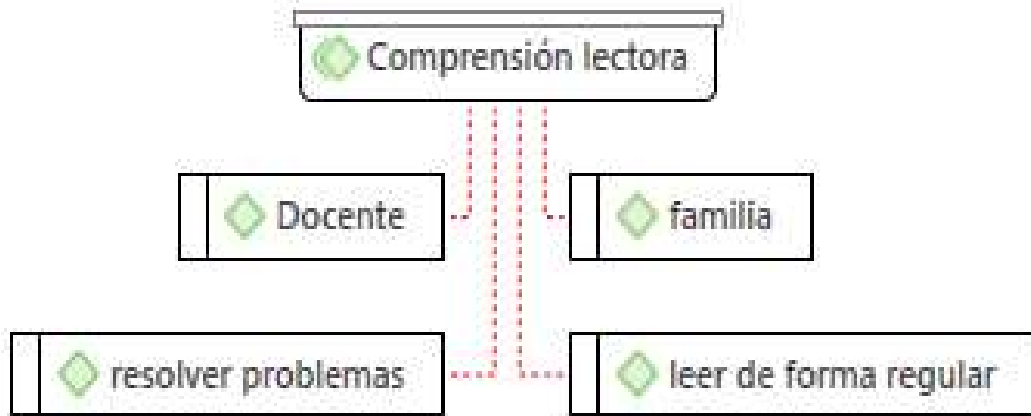 Comprensión lectora
Docente
familia
resolver problemas
leer de forma regular